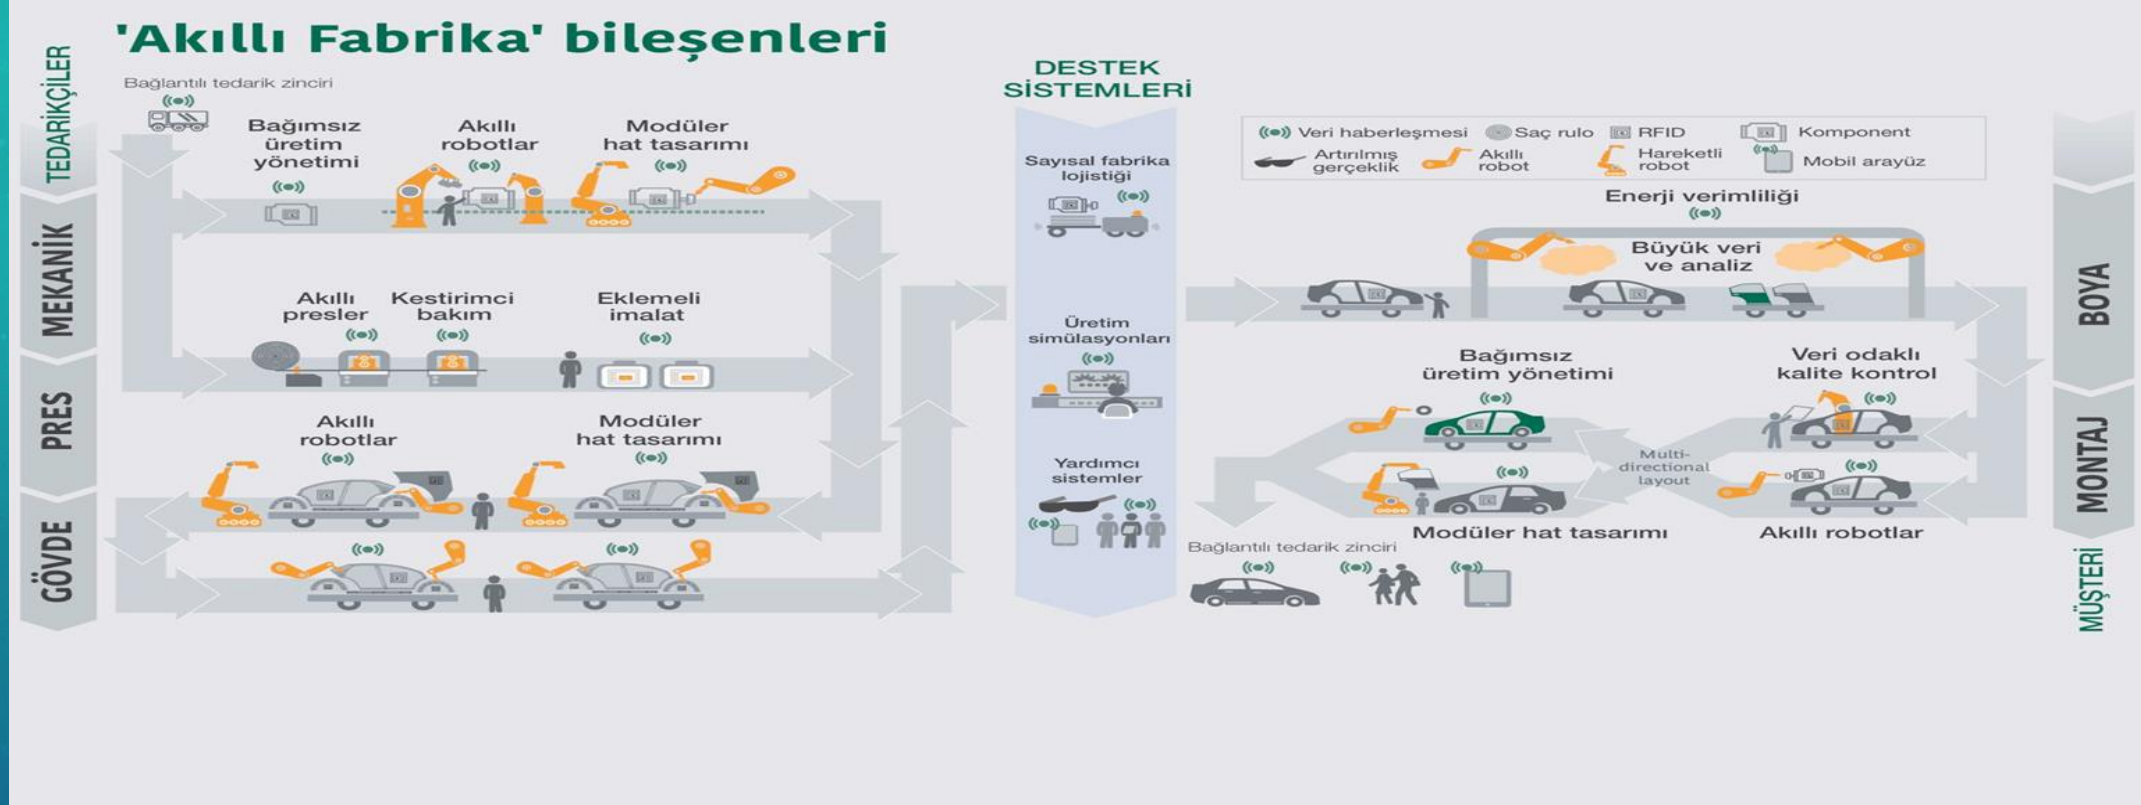 'Akıllı Fabrika' bileşenleri
TEDARİKÇİLER
MEKANİK
PRES
GÖVDE
Bağlantılı tedarik zinciri
Bağımsız
üretim
yönetimi
Akıllı
robotlar
Modüler
hat tasarımı
Akıllı
presler
Kestirimci
bakım
Eklemeli
imalat
Akıllı
robotlar
Modüler
hat tasarımı
DESTEK
SİSTEMLERİ
Sayısal fabrika
lojistiği
Üretim
simülasyonları
Yardımcı
sistemler
Veri haberleşmesi
Saç rulo
RFID
Komponent
Artırılmış
gerçeklik
Akıllı
robot
Hareketli
robot
Mobil arayüz
Enerji verimliliği
Büyük veri
ve analiz
Bağımsız
üretim yönetimi
Veri odaklı
kalite kontrol
Multi-
directional
layout
Modüler hat tasarımı
Akıllı robotlar
Bağlantılı tedarik zinciri
BOYA
MONTAJ
MÜŞTERİ